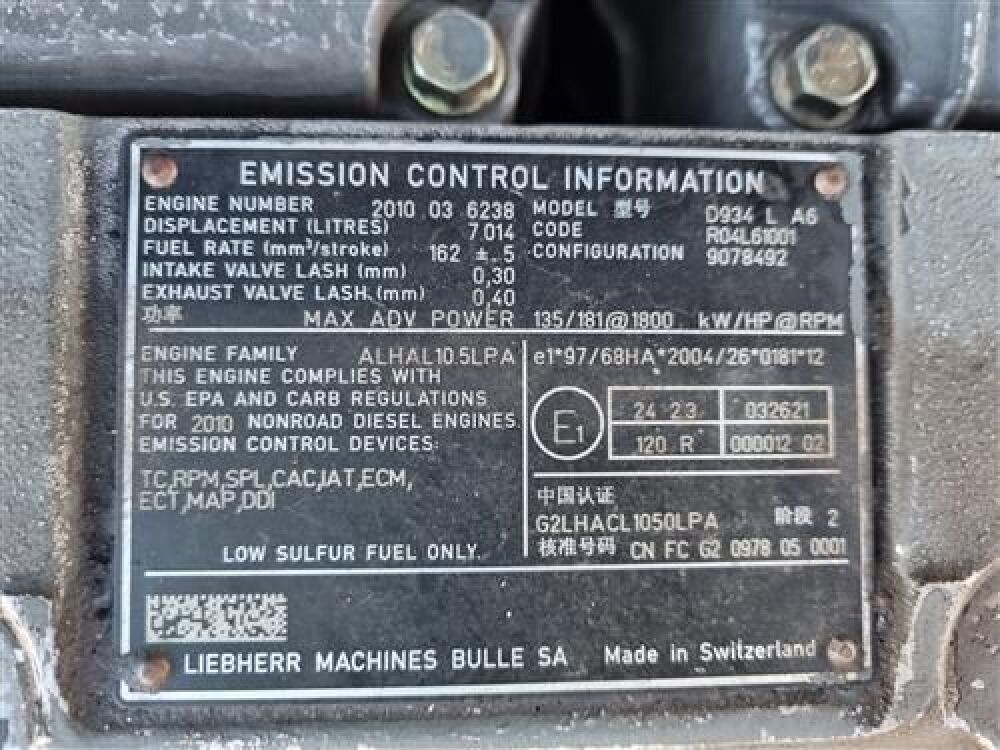 EMISSION CONTROL INFORMATION
ENGINE NUMBER 2010 03 6238
DISPLACEMENT (LITRES) 7014
FUEL RATE (mm³/stroke) 162 ± 5
INTAKE VALVE LASH (mm) 0,30
EXHAUST VALVE LASH (mm) 0,40
MODEL 型号 D934 L A6
CODE R04L61001
CONFIGURATION 9078492
功率 MAX ADV POWER 135/181@1800 kW/HP@RPM
ENGINE FAMILY ALHAL10.5LPA
THIS ENGINE COMPLIES WITH
U.S. EPA AND CARB REGULATIONS
FOR 2010 NONROAD DIESEL ENGINES.
EMISSION CONTROL DEVICES:
TC,RPM,SPL,CAC,IAT,ECM,
ECT,MAP,DDI
LOW SULFUR FUEL ONLY.
e1*97/68HA*2004/26*0181*12
E1
24 23 032621
120 R 000012 02
中国认证
G2LHACL1050LPA 阶段 2
核准号码 CN FC G2 0978 05 0001
LIEBHERR MACHINES BULLE SA Made in Switzerland